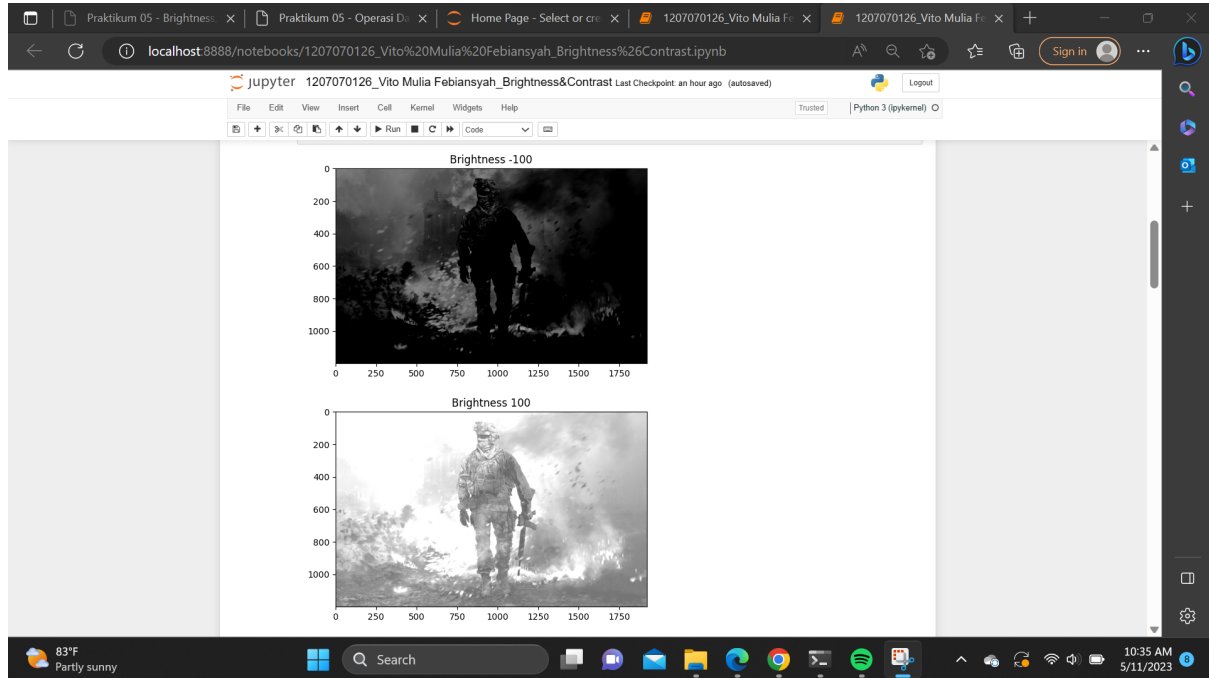 Praktikum 05 - Brightness
Praktikum 05 - Operasi Da
Home Page - Select or cre
1207070126_Vito Mulia Fe
1207070126_Vito Mulia Fe
localhost:8888/notebooks/1207070126_Vito%20Mulia%20Febiansyah_Brightness%26Contrast.ipynb
Sign in
jupyter 1207070126_Vito Mulia Febiansyah_Brightness&Contrast Last Checkpoint: an hour ago (autosaved)
Logout
File Edit View Insert Cell Kernel Widgets Help
Trusted
Python 3 (ipykernel)
Run
Code
Brightness -100
0
200
400
600
800
1000
0 250 500 750 1000 1250 1500 1750
Brightness 100
0
200
400
600
800
1000
0 250 500 750 1000 1250 1500 1750
83°F
Partly sunny
Search
10:35 AM
5/11/2023
8